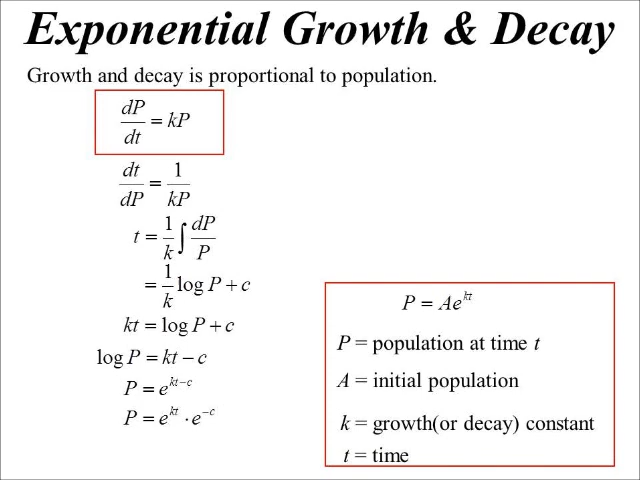 Exponential Growth & Decay
Growth and decay is proportional to population.
dP/dt = kP
dt/dP = 1/kP
t = 1/k ∫ dP/P
= 1/k log P + c
kt = log P + c
log P = kt − c
P = e^{kt−c}
P = e^{kt} · e^{−c}
P = Ae^{kt}
P = population at time t
A = initial population
k = growth(or decay) constant
t = time